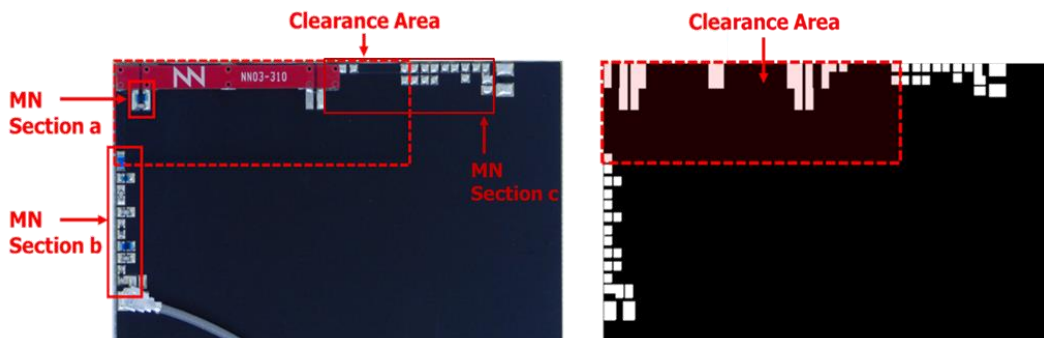 Clearance Area
NN03-310
MN
Section a
MN
Section b
MN
Section c
Clearance Area